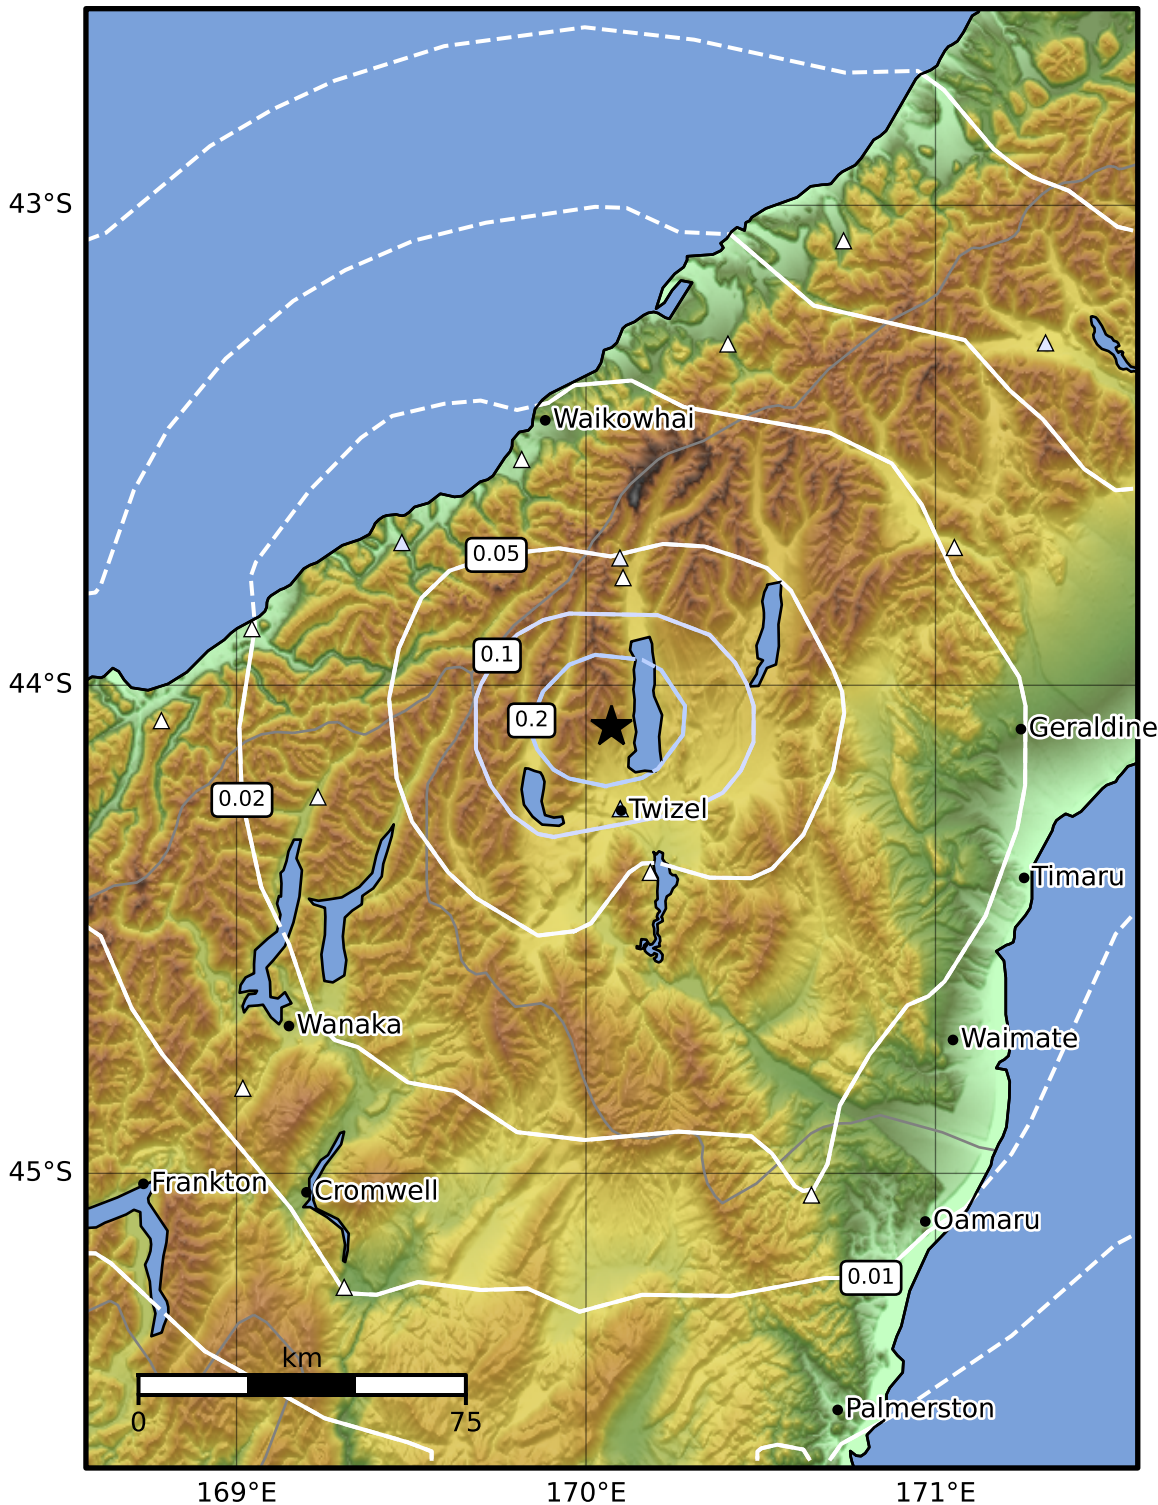 43°S
Waikowhai
0.05
0.1
44°S
0.2
Geraldine
0.02
Twizel
Timaru
Wanaka
Waimate
45°S
Frankton
Cromwell
Oamaru
0.01
km
0
75
Palmerston
169°E
170°E
171°E